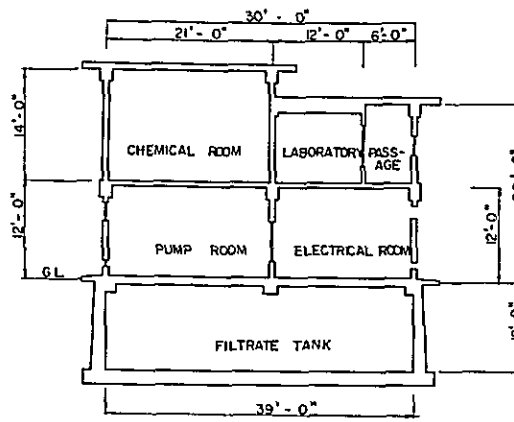 30'-0"
21'-0" 12'-0" 6'-0"
14'-0"
CHEMICAL ROOM
LABORATORY
PASS-
AGE
12'-0"
PUMP ROOM
ELECTRICAL ROOM
12'-0"
G.L.
FILTRATE TANK
39'-0"